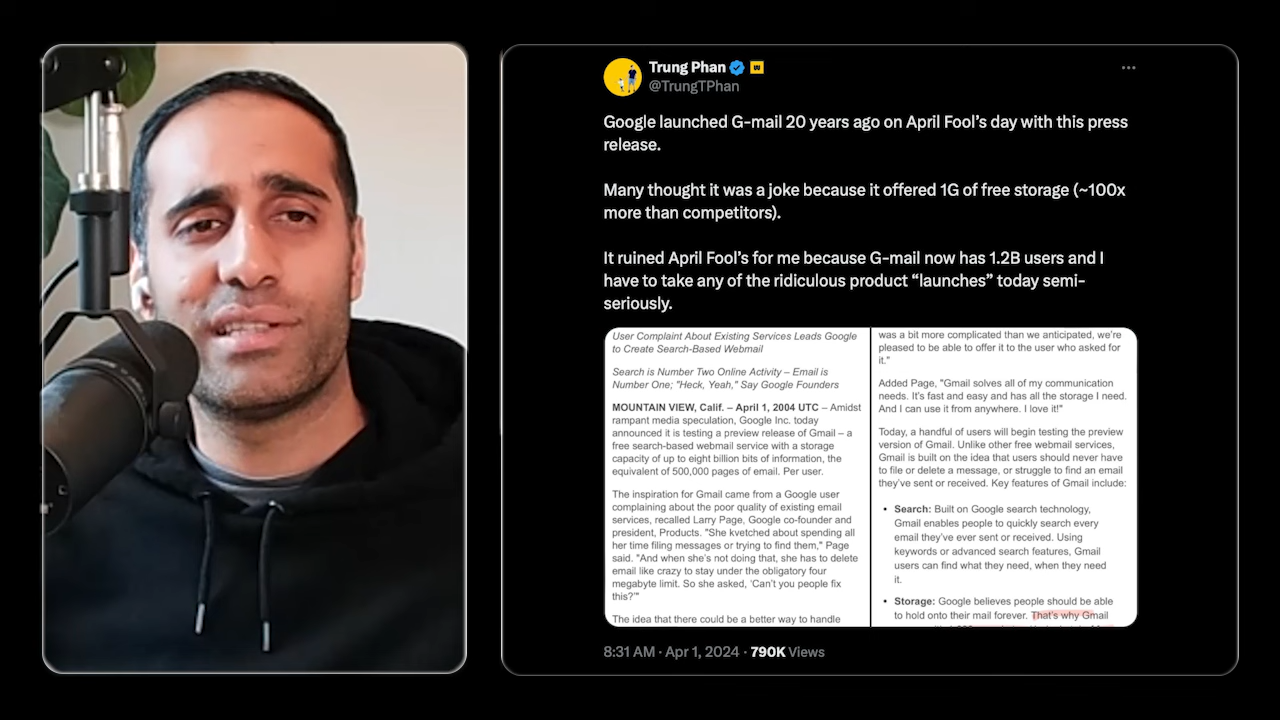 Trung Phan
@TrungTPhan
Google launched G-mail 20 years ago on April Fool’s day with this press
release.
Many thought it was a joke because it offered 1G of free storage (~100x
more than competitors).
It ruined April Fool’s for me because G-mail now has 1.2B users and I
have to take any of the ridiculous product “launches” today semi-
seriously.
User Complaint About Existing Services Leads Google
to Create Search-Based Webmail
Search is Number Two Online Activity – Email is
Number One; "Heck, Yeah," Say Google Founders
MOUNTAIN VIEW, Calif. – April 1, 2004 UTC – Amidst
rampant media speculation, Google Inc. today
announced it is testing a preview release of Gmail – a
free search-based webmail service with a storage
capacity of up to eight billion bits of information, the
equivalent of 500,000 pages of email. Per user.
The inspiration for Gmail came from a Google user
complaining about the poor quality of existing email
services, recalled Larry Page, Google co-founder and
president, Products. "She kvetched about spending all
her time filing messages or trying to find them," Page
said. "And when she's not doing that, she has to delete
email like crazy to stay under the obligatory four
megabyte limit. So she asked, 'Can't you people fix
this?'"
The idea that there could be a better way to handle
was a bit more complicated than we anticipated, we're
pleased to be able to offer it to the user who asked for
it."
Added Page, "Gmail solves all of my communication
needs. It's fast and easy and has all the storage I need.
And I can use it from anywhere. I love it!"
Today, a handful of users will begin testing the preview
version of Gmail. Unlike other free webmail services,
Gmail is built on the idea that users should never have
to file or delete a message, or struggle to find an email
they've sent or received. Key features of Gmail include:
• Search: Built on Google search technology,
Gmail enables people to quickly search every
email they've ever sent or received. Using
keywords or advanced search features, Gmail
users can find what they need, when they need
it.
• Storage: Google believes people should be able
to hold onto their mail forever. That's why Gmail
8:31 AM · Apr 1, 2024 · 790K Views